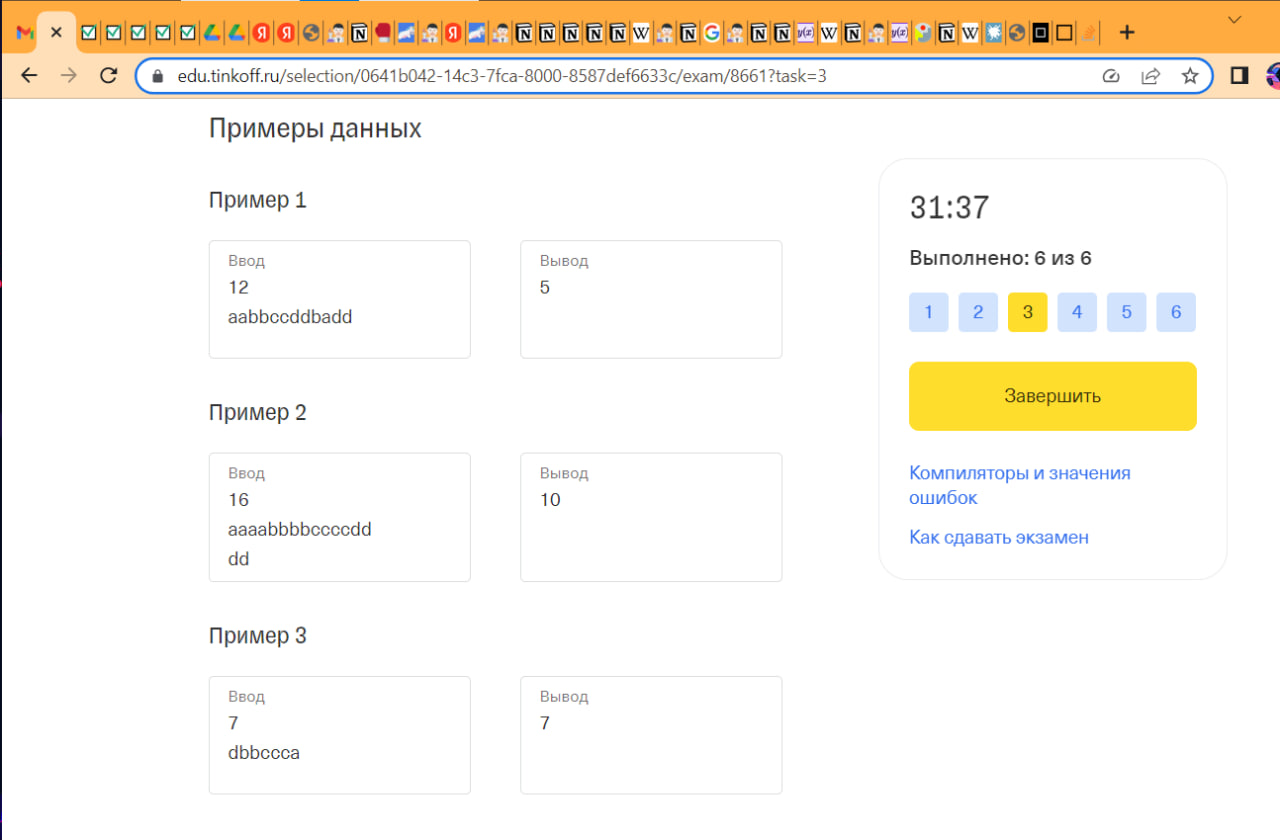 edu.tinkoff.ru/selection/0641b042-14c3-7fca-8000-8587def6633c/exam/8661?task=3
Примеры данных
Пример 1
Ввод
12
aabbccddbadd
Вывод
5
Пример 2
Ввод
16
aaaabbbbccccdd
dd
Вывод
10
Пример 3
Ввод
7
dbbccca
Вывод
7
31:37
Выполнено: 6 из 6
1 2 3 4 5 6
Завершить
Компиляторы и значения
ошибок
Как сдавать экзамен